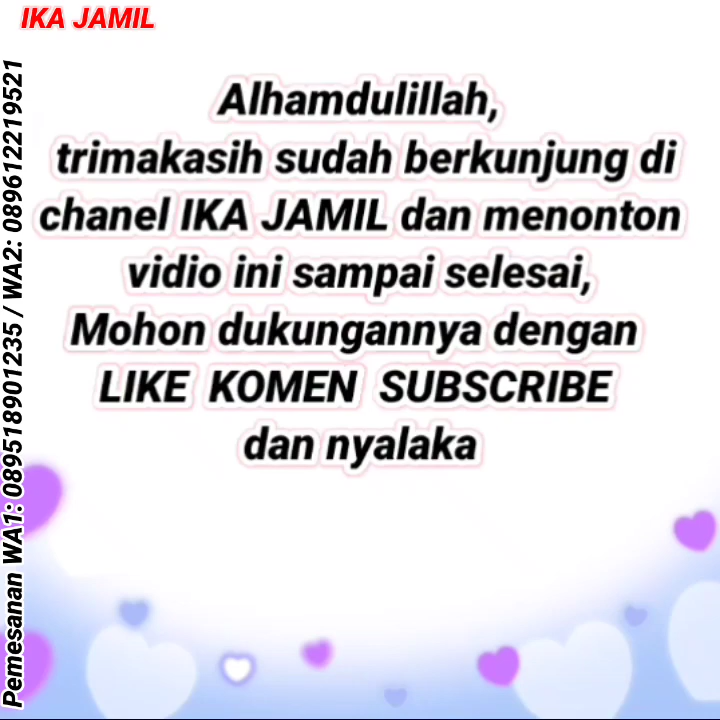 IKA JAMIL
Alhamdulillah,
trimakasih sudah berkunjung di
chanel IKA JAMIL dan menonton
vidio ini sampai selesai,
Mohon dukungannya dengan
LIKE KOMEN SUBSCRIBE
dan nyalaka
Pemesanan WA1: 089518901235 / WA2: 089612219521